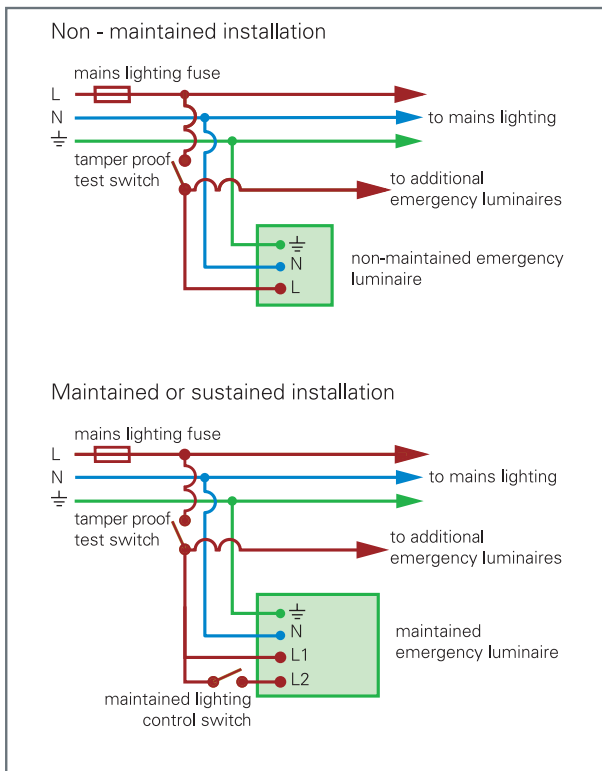 Non - maintained installation
mains lighting fuse
L
N
to mains lighting
tamper proof
test switch
to additional
emergency luminaires
N
L
non-maintained emergency
luminaire
Maintained or sustained installation
mains lighting fuse
L
N
to mains lighting
tamper proof
test switch
to additional
emergency luminaires
N
L1
L2
maintained
emergency luminaire
maintained lighting
control switch